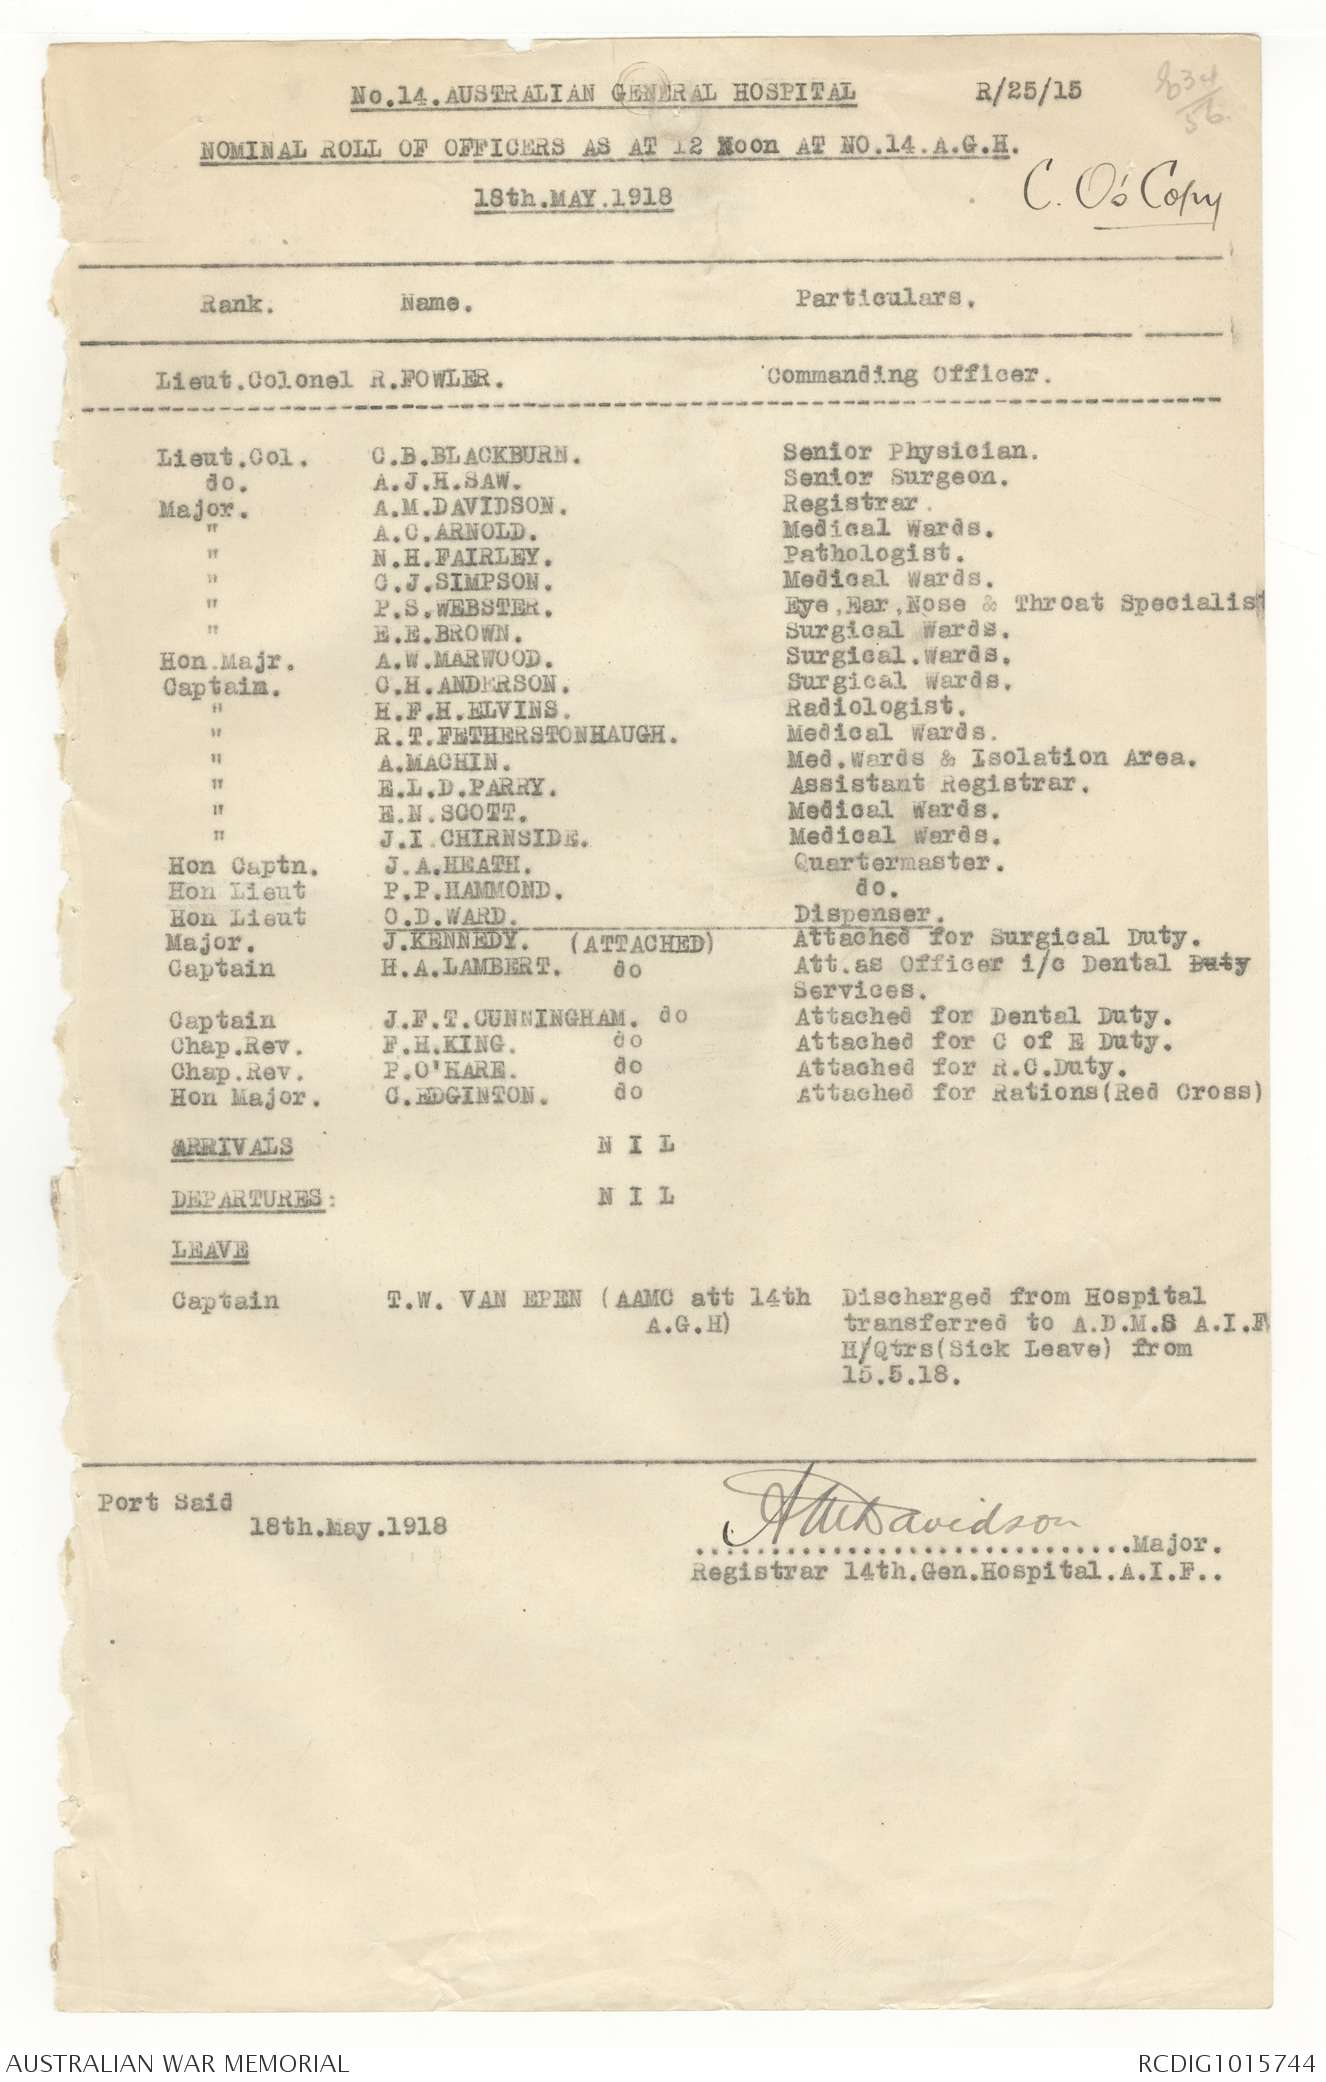 No.14.AUSTRALIAN GENERAL HOSPITAL R/25/15
NOMINAL ROLL OF OFFICERS AS AT 12 Noon AT NO.14.A.G.H.
18th.MAY.1918 C. O's Copy
Rank. Name. Particulars.
Lieut.Colonel R.FOWLER. Commanding Officer.
Lieut.Col. C.B.BLACKBURN. Senior Physician.
do. A.J.H.SAW. Senior Surgeon.
Major. A.M.DAVIDSON. Registrar.
" A.C.ARNOLD. Medical Wards.
" N.H.FAIRLEY. Pathologist.
" C.J.SIMPSON. Medical Wards.
" P.S.WEBSTER. Eye,Ear,Nose & Throat Specialist
" E.E.BROWN. Surgical Wards.
Hon.Majr. A.W.MARWOOD. Surgical.Wards.
Captain. C.H.ANDERSON. Surgical Wards.
" H.F.H.ELVINS. Radiologist.
" R.T.FETHERSTONHAUGH. Medical Wards.
" A.MACHIN. Med.Wards & Isolation Area.
" E.L.D.PARRY. Assistant Registrar.
" E.N.SCOTT. Medical Wards.
" J.I.CHIRNSIDE. Medical Wards.
Hon Captn. J.A.HEATH. Quartermaster.
Hon Lieut P.P.HAMMOND. do.
Hon Lieut O.D.WARD. Dispenser.
Major. J.KENNEDY. (ATTACHED) Attached for Surgical Duty.
Captain H.A.LAMBERT. do Att.as Officer i/c Dental Duty
Services.
Captain J.F.T.CUNNINGHAM. do Attached for Dental Duty.
Chap.Rev. F.H.KING. do Attached for C of E Duty.
Chap.Rev. P.O'HARE. do Attached for R.C.Duty.
Hon Major. C.EDGINTON. do Attached for Rations(Red Cross)
ARRIVALS N I L
DEPARTURES: N I L
LEAVE
Captain T.W. VAN EPEN (AAMC att 14th Discharged from Hospital
A.G.H) transferred to A.D.M.S A.I.F
H/Qtrs(Sick Leave) from
15.5.18.
Port Said
18th.May.1918
AMDavidson
..............................Major.
Registrar 14th.Gen.Hospital.A.I.F..
AUSTRALIAN WAR MEMORIAL RCDIG1015744